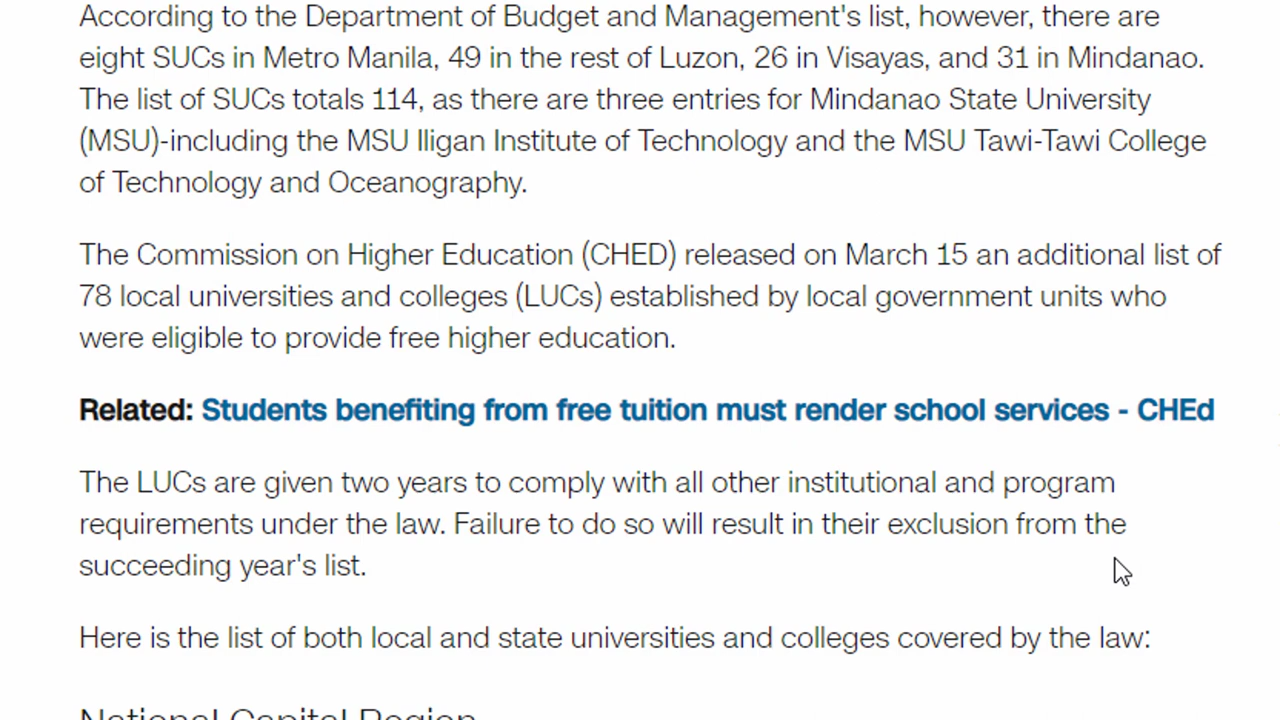 According to the Department of Budget and Management's list, however, there are
eight SUCs in Metro Manila, 49 in the rest of Luzon, 26 in Visayas, and 31 in Mindanao.
The list of SUCs totals 114, as there are three entries for Mindanao State University
(MSU)-including the MSU Iligan Institute of Technology and the MSU Tawi-Tawi College
of Technology and Oceanography.
The Commission on Higher Education (CHED) released on March 15 an additional list of
78 local universities and colleges (LUCs) established by local government units who
were eligible to provide free higher education.
Related: Students benefiting from free tuition must render school services - CHEd
The LUCs are given two years to comply with all other institutional and program
requirements under the law. Failure to do so will result in their exclusion from the
succeeding year's list.
Here is the list of both local and state universities and colleges covered by the law:
National Capital Region